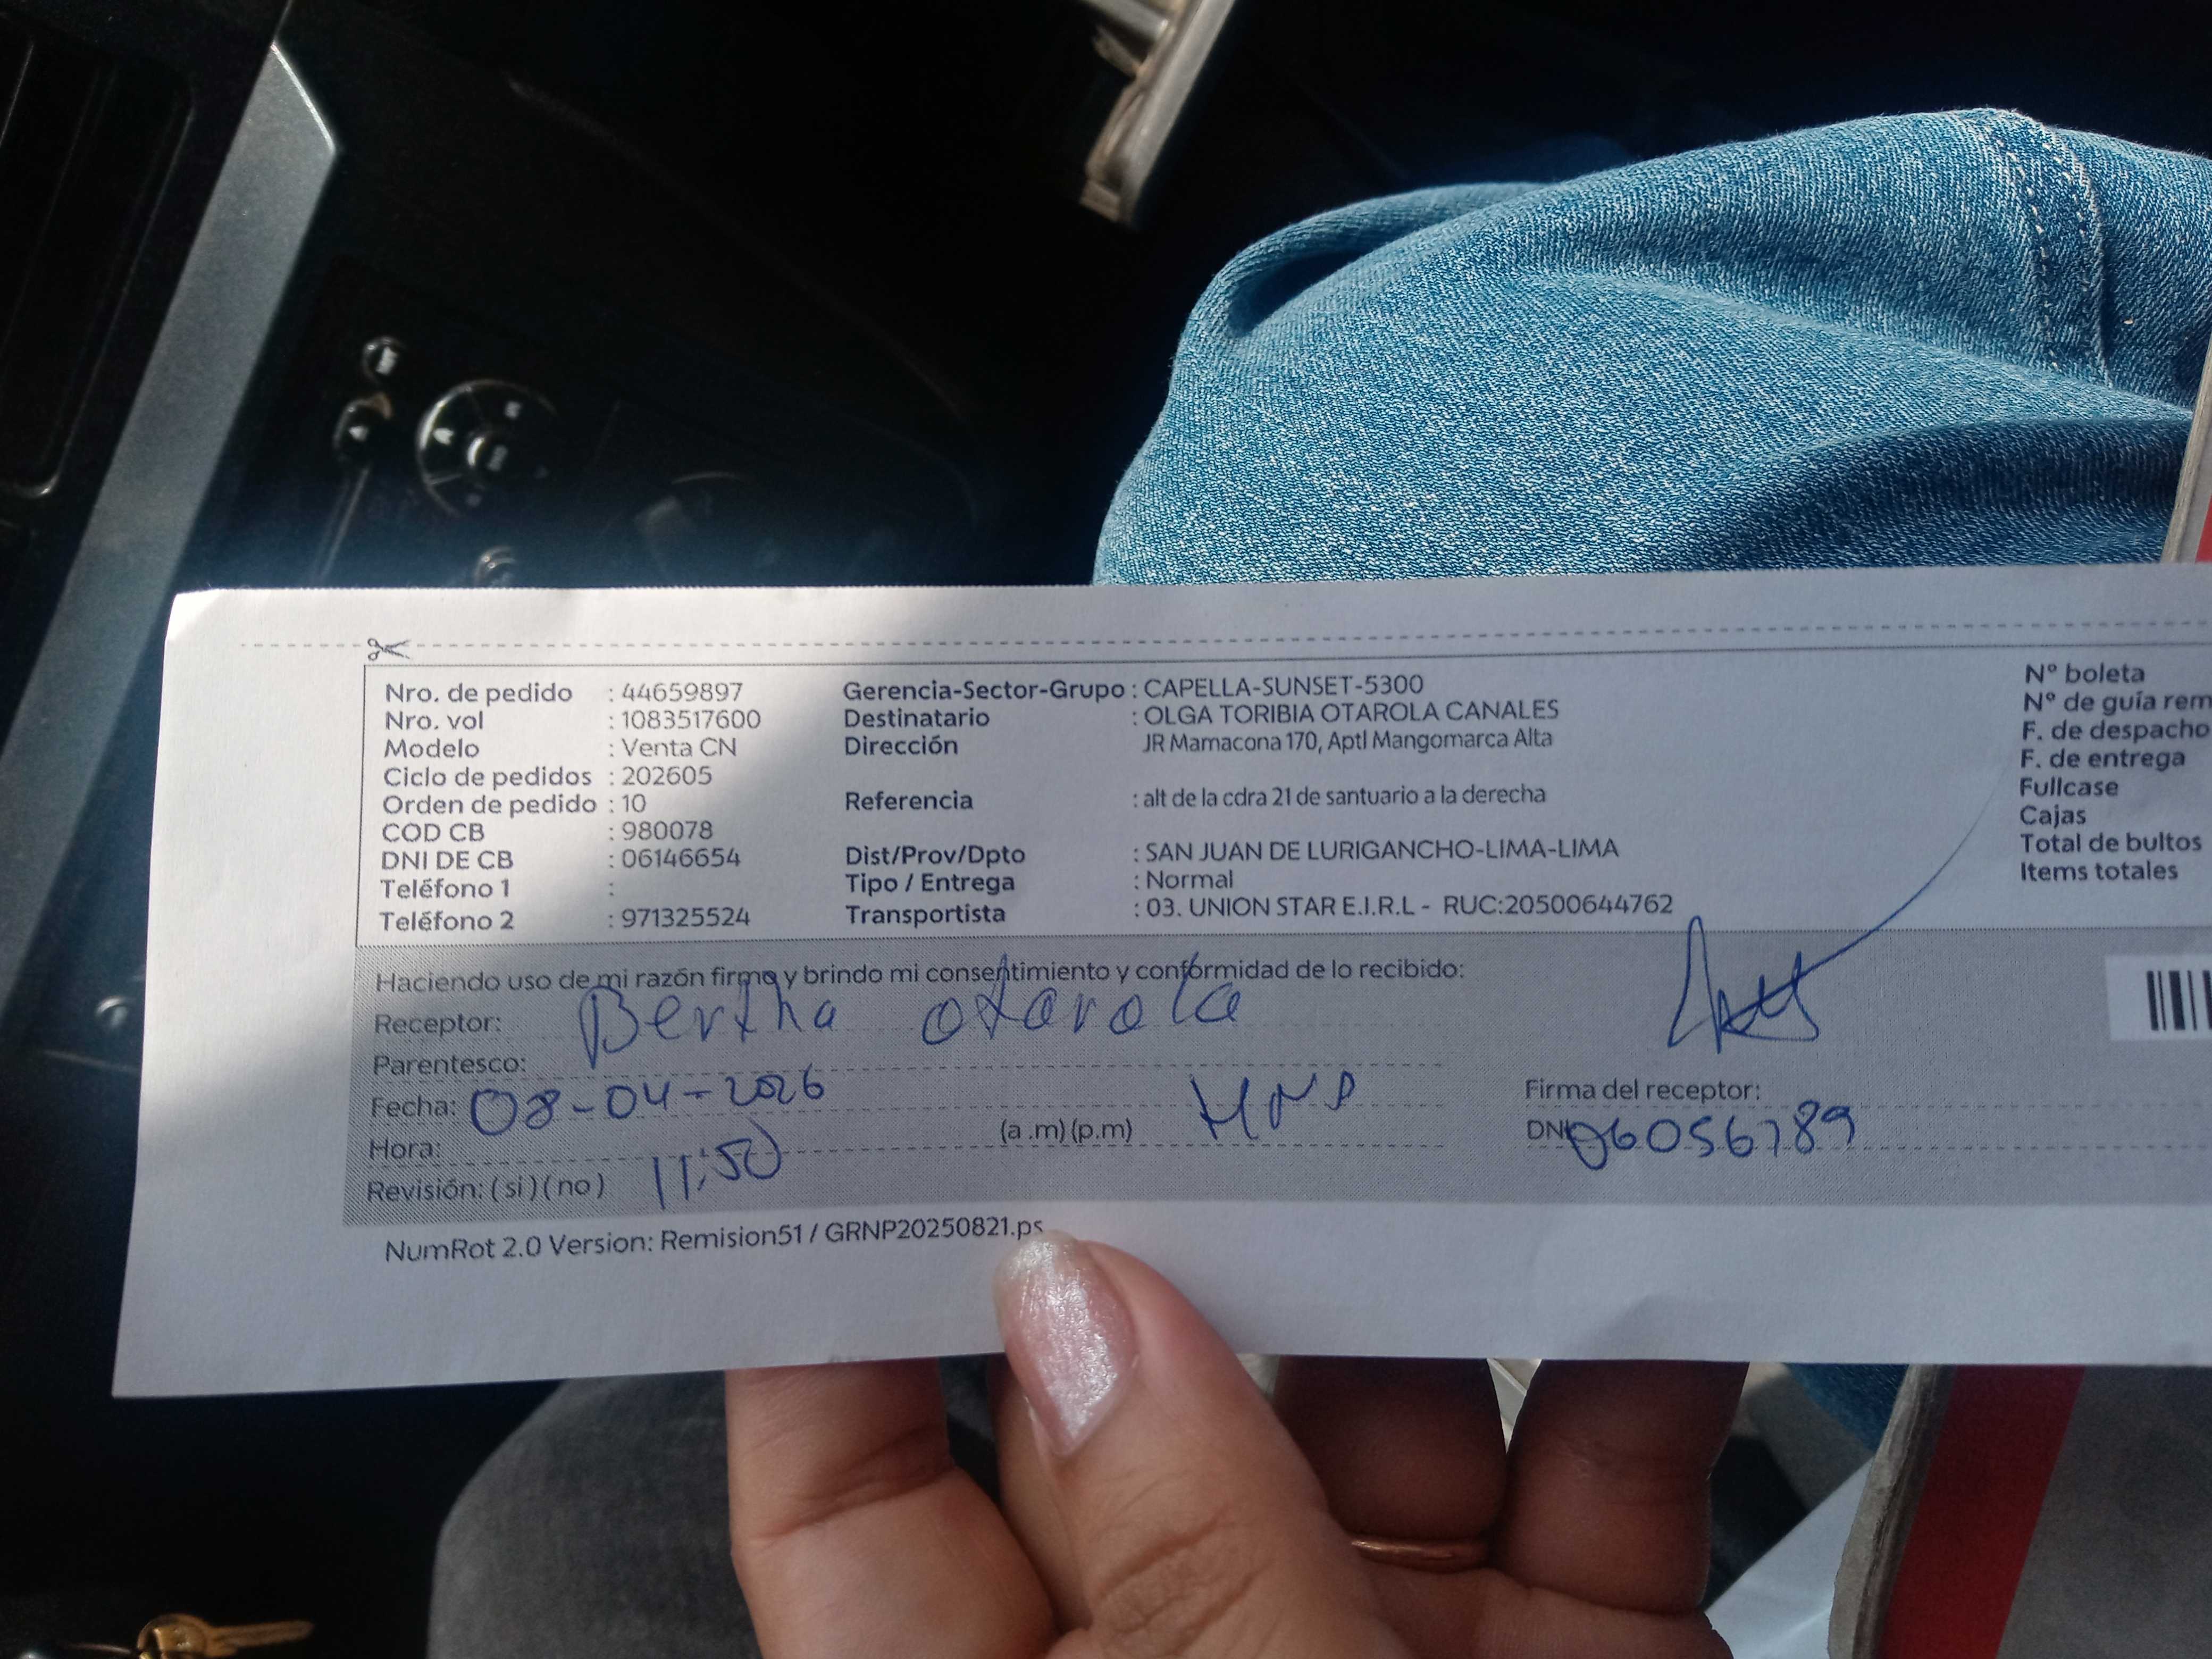 Nro. de pedido : 44659897
Nro. vol : 1083517600
Modelo : Venta CN
Ciclo de pedidos : 202605
Orden de pedido : 10
COD CB : 980078
DNI DE CB : 06146654
Teléfono 1 :
Teléfono 2 : 971325524
Gerencia-Sector-Grupo : CAPELLA-SUNSET-5300
Destinatario : OLGA TORIBIA OTAROLA CANALES
Dirección JR Mamacona 170, Aptl Mangomarca Alta
Referencia : alt de la cdra 21 de santuario a la derecha
Dist/Prov/Dpto : SAN JUAN DE LURIGANCHO-LIMA-LIMA
Tipo / Entrega : Normal
Transportista : 03. UNION STAR E.I.R.L - RUC:20500644762
Nº boleta
Nº de guía rem
F. de despacho
F. de entrega
Fullcase
Cajas
Total de bultos
Items totales
Haciendo uso de mi razón firmo y brindo mi consentimiento y conformidad de lo recibido:
Receptor: Bertha otarola
Parentesco:
Fecha: 08-04-2026
Hora: (a .m) (p.m)
Revisión: ( si ) ( no ) 11:50
Firma del receptor:
DNI 06056789
NumRot 2.0 Version: Remision51 / GRNP20250821.ps